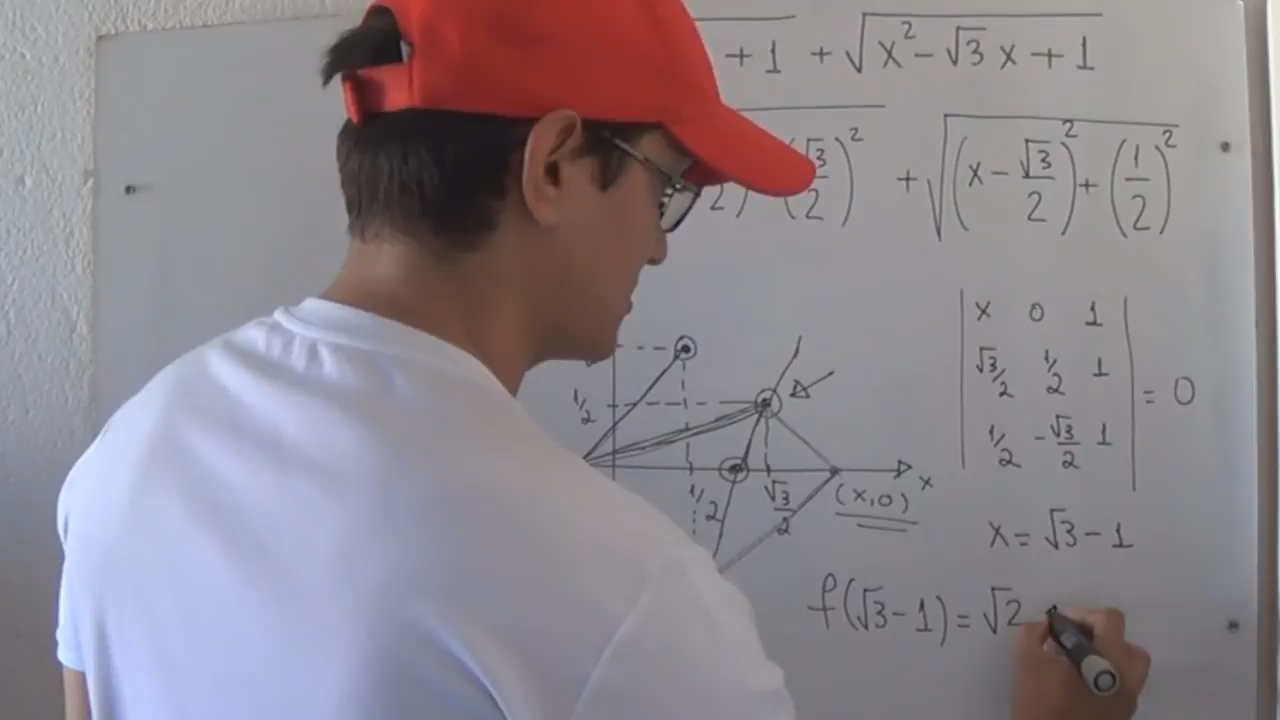 + 1 + √(x² - √3 x + 1)
2) (√3/2)² + √((x - √3/2)² + (1/2)²)
| x 0 1 |
| √3/2 1/2 1 | = 0
| 1/2 -√3/2 1 |
1/2
x
1/2 √3/2 (x,0)
x = √3 - 1
f(√3 - 1) = √2